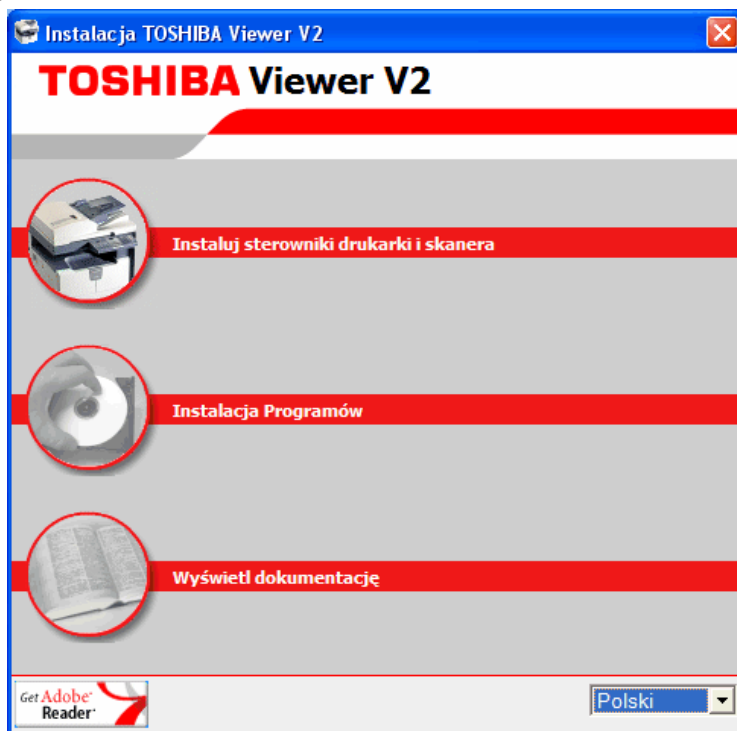 Instalacja TOSHIBA Viewer V2
TOSHIBA Viewer V2
Instaluj sterowniki drukarki i skanera
Instalacja Programów
Wyświetl dokumentację
Get Adobe®
Reader®
Polski